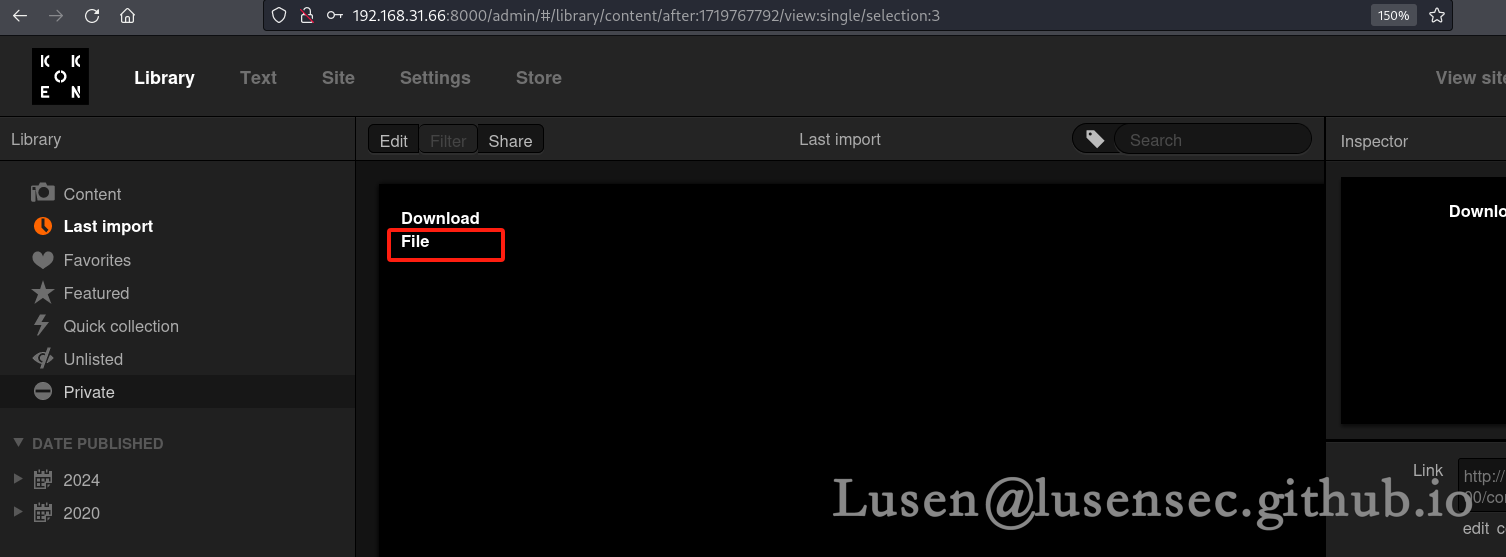 192.168.31.66:8000/admin/#/library/content/after:1719767792/view:single/selection:3 150%
KOKEN Library Text Site Settings Store View site
Library Edit Filter Share Last import Search Inspector
Content
Last import
Favorites
Featured
Quick collection
Unlisted
Private
DATE PUBLISHED
2024
2020
Download
File
Downlo
Link http://
00/co
edit c
Lusen@lusensec.github.io